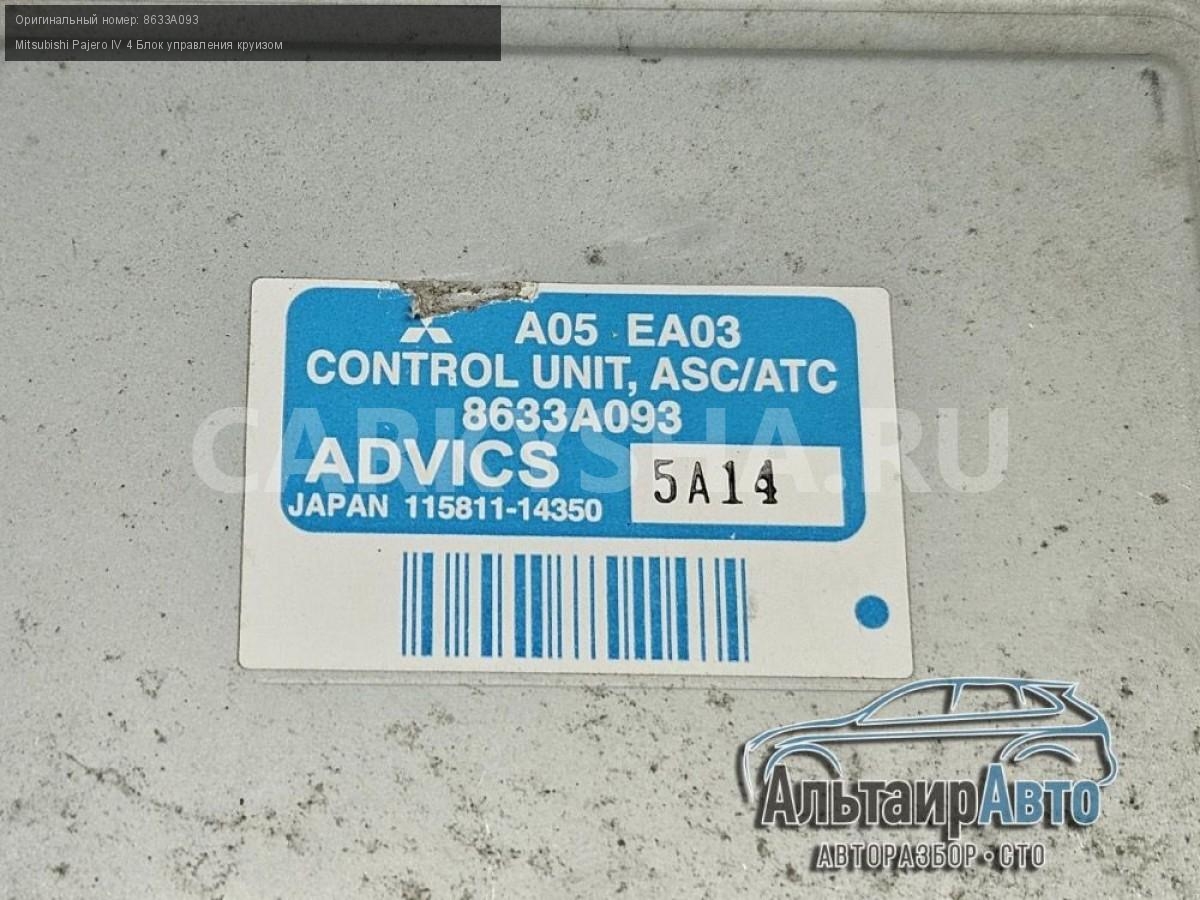 Оригинальный номер: 8633A093
Mitsubishi Pajero IV 4 Блок управления круизом
A05 EA03
CONTROL UNIT, ASC/ATC
8633A093
ADVICS 5A14
JAPAN 115811-14350
CARKYSHA.RU
АльтаирАвто
АВТОРАЗБОР • СТО